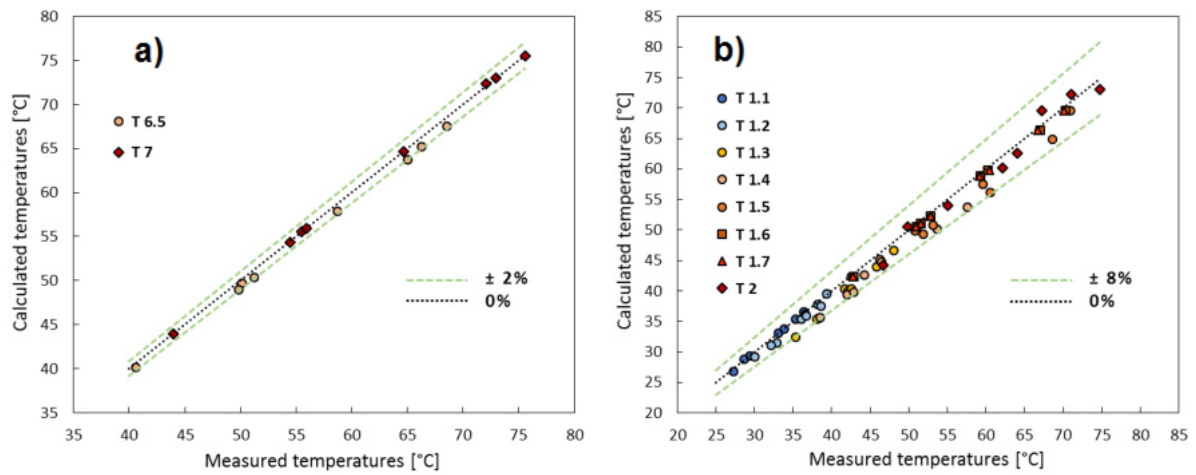 a)
80
75
70
65
60
55
50
45
40
35
Calculated temperatures [°C]
T 6.5
T 7
± 2%
0%
35 40 45 50 55 60 65 70 75 80
Measured temperatures [°C]
b)
85
80
75
70
65
60
55
50
45
40
35
30
25
20
Calculated temperatures [°C]
T 1.1
T 1.2
T 1.3
T 1.4
T 1.5
T 1.6
T 1.7
T 2
± 8%
0%
20 25 30 35 40 45 50 55 60 65 70 75 80 85
Measured temperatures [°C]